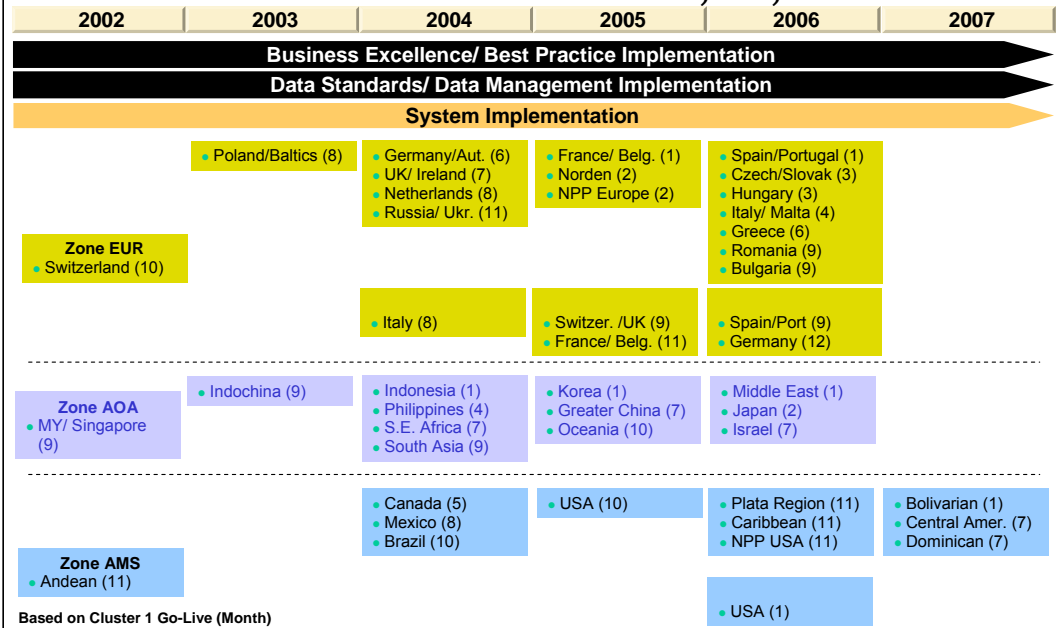 2002 2003 2004 2005 2006 2007
Business Excellence/ Best Practice Implementation
Data Standards/ Data Management Implementation
System Implementation
Zone EUR
• Switzerland (10)
• Poland/Baltics (8)
• Germany/Aut. (6)
• UK/ Ireland (7)
• Netherlands (8)
• Russia/ Ukr. (11)
• France/ Belg. (1)
• Norden (2)
• NPP Europe (2)
• Spain/Portugal (1)
• Czech/Slovak (3)
• Hungary (3)
• Italy/ Malta (4)
• Greece (6)
• Romania (9)
• Bulgaria (9)
• Italy (8)
• Switzer. /UK (9)
• France/ Belg. (11)
• Spain/Port (9)
• Germany (12)
Zone AOA
• MY/ Singapore
(9)
• Indochina (9)
• Indonesia (1)
• Philippines (4)
• S.E. Africa (7)
• South Asia (9)
• Korea (1)
• Greater China (7)
• Oceania (10)
• Middle East (1)
• Japan (2)
• Israel (7)
Zone AMS
• Andean (11)
• Canada (5)
• Mexico (8)
• Brazil (10)
• USA (10)
• Plata Region (11)
• Caribbean (11)
• NPP USA (11)
• Bolivarian (1)
• Central Amer. (7)
• Dominican (7)
• USA (1)
Based on Cluster 1 Go-Live (Month)